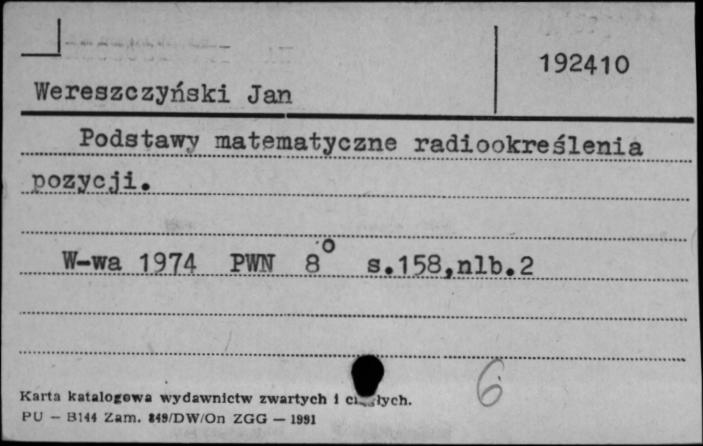 192410
Wereszczyński Jan
Podstawy matematyczne radiookreślenia
pozycji.
W-wa 1974 PWN 8° s.158,nlb.2
6
Karta katalogowa wydawnictw zwartych i
PU — B144 Zam. 849/DW/On ZGG — 1991